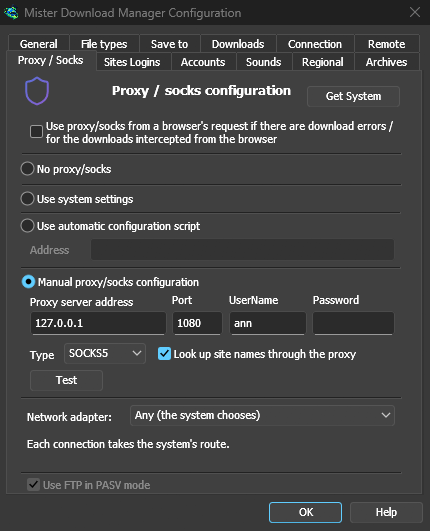 Mister Download Manager Configuration
General File types Save to Downloads Connection Remote
Proxy / Socks Sites Logins Accounts Sounds Regional Archives
Proxy / socks configuration
Get System
Use proxy/socks from a browser's request if there are download errors /
for the downloads intercepted from the browser
No proxy/socks
Use system settings
Use automatic configuration script
Address
Manual proxy/socks configuration
Proxy server address Port UserName Password
127.0.0.1 1080 ann
Type SOCKS5 Look up site names through the proxy
Test
Network adapter: Any (the system chooses)
Each connection takes the system's route.
Use FTP in PASV mode
OK Help